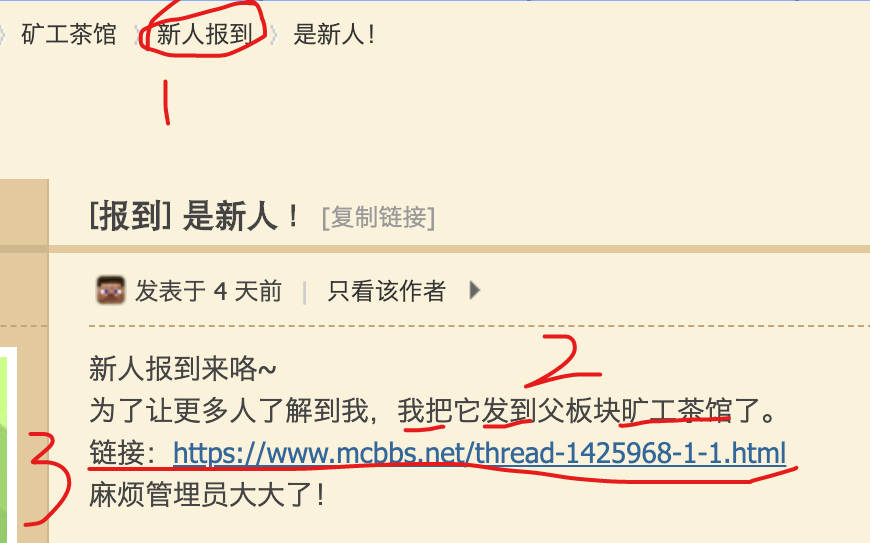 矿工茶馆 › 新人报到 › 是新人！
1
[报到] 是新人！ [复制链接]
发表于 4 天前 | 只看该作者
新人报到来咯~
2
为了让更多人了解到我，我把它发到父板块旷工茶馆了。
3
链接：https://www.mcbbs.net/thread-1425968-1-1.html
麻烦管埋员大大了！